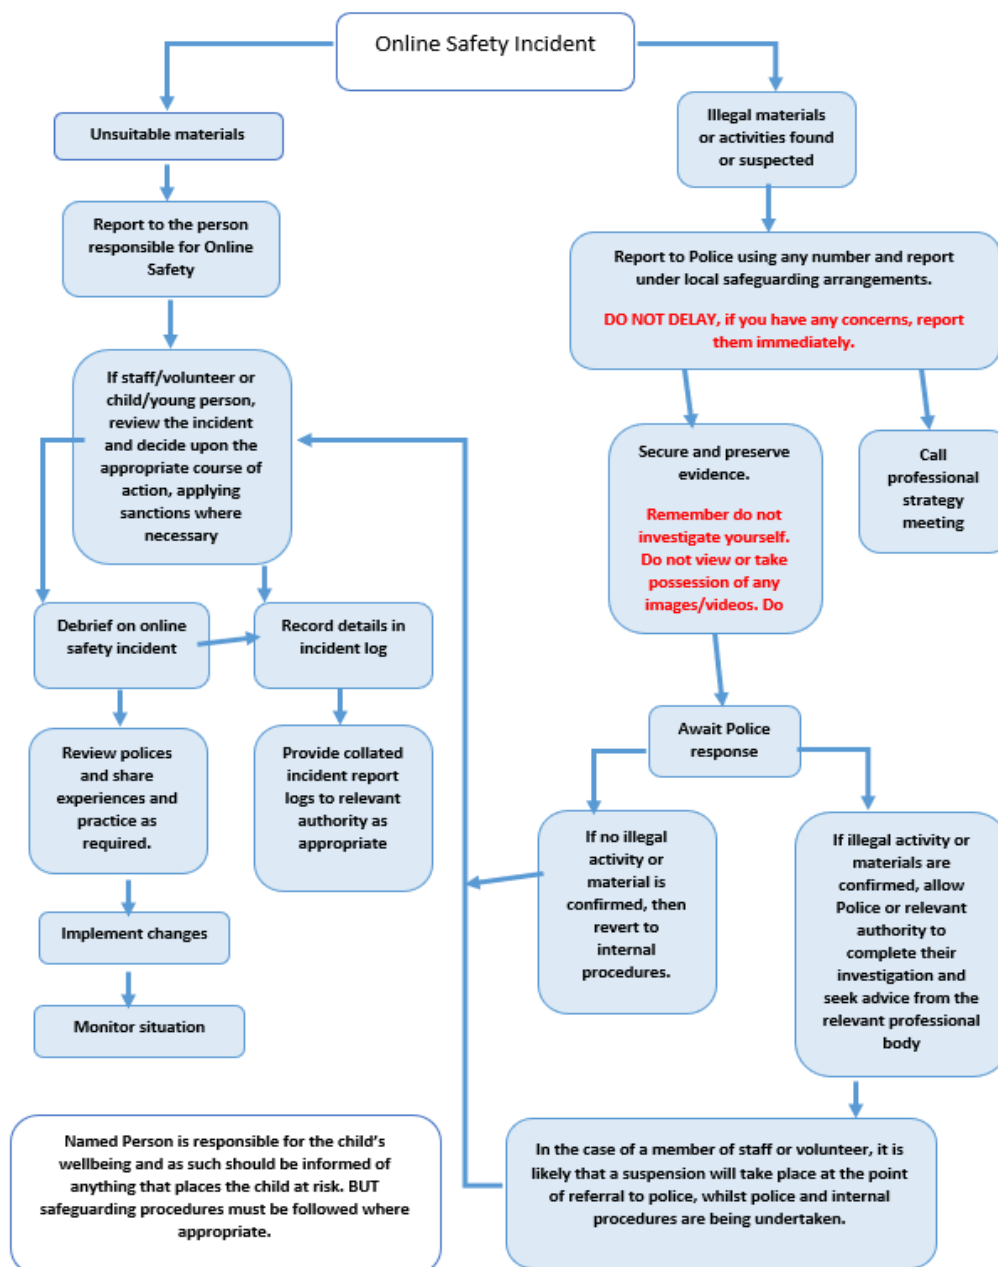 Online Safety Incident
Unsuitable materials
Report to the person
responsible for Online
Safety
If staff/volunteer or
child/young person,
review the incident
and decide upon the
appropriate course of
action, applying
sanctions where
necessary
Debrief on online
safety incident
Record details in
incident log
Review polices
and share
experiences and
practice as
required.
Provide collated
incident report
logs to relevant
authority as
appropriate
Implement changes
Monitor situation
Illegal materials
or activities found
or suspected
Report to Police using any number and report
under local safeguarding arrangements.
DO NOT DELAY, if you have any concerns, report
them immediately.
Secure and preserve
evidence.
Remember do not
investigate yourself.
Do not view or take
possession of any
images/videos. Do
Call
professional
strategy
meeting
Await Police
response
If no illegal
activity or
material is
confirmed, then
revert to
internal
procedures.
If illegal activity or
materials are
confirmed, allow
Police or relevant
authority to
complete their
investigation and
seek advice from the
relevant professional
body
In the case of a member of staff or volunteer, it is
likely that a suspension will take place at the point
of referral to police, whilst police and internal
procedures are being undertaken.
Named Person is responsible for the child's
wellbeing and as such should be informed of
anything that places the child at risk. BUT
safeguarding procedures must be followed where
appropriate.